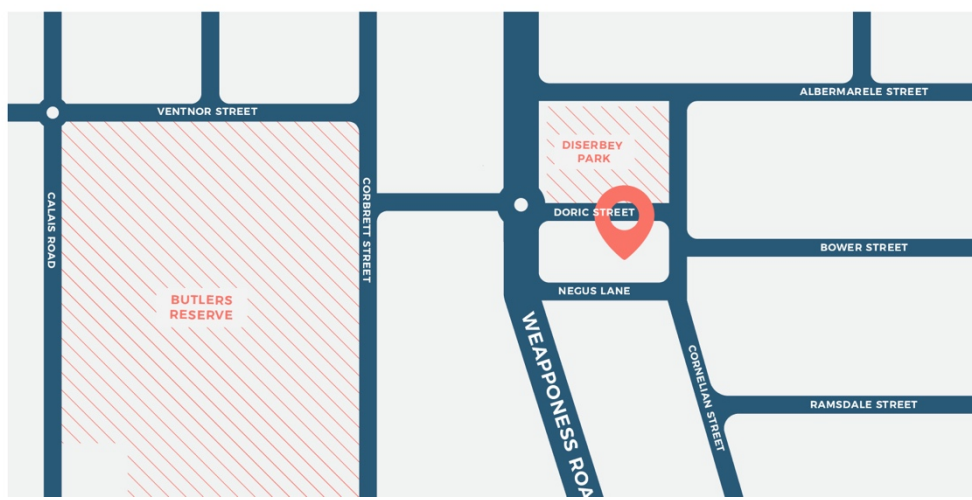 ALBERMARELE STREET
VENTNOR STREET
DISERBEY
PARK
CALAIS ROAD
CORBRETT STREET
DORIC STREET
BOWER STREET
NEGUS LANE
BUTLERS
RESERVE
WEAPPONESS ROAD
CORNELIAN STREET
RAMSDALE STREET